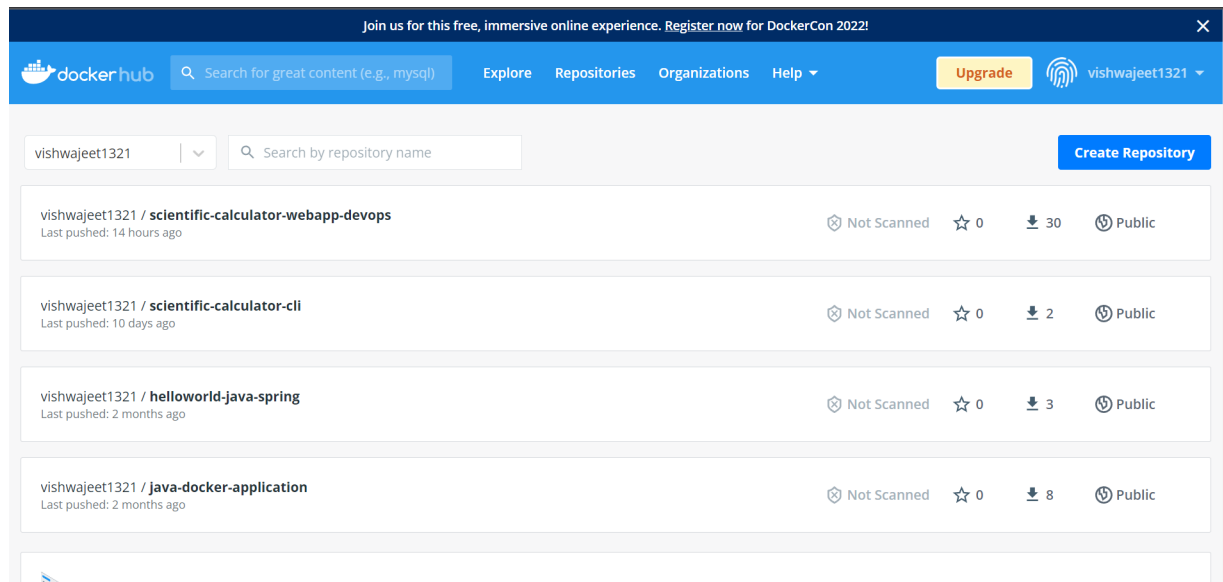 Join us for this free, immersive online experience. Register now for DockerCon 2022!
dockerhub Search for great content (e.g., mysql) Explore Repositories Organizations Help Upgrade vishwajeet1321
vishwajeet1321 Search by repository name Create Repository
vishwajeet1321 / scientific-calculator-webapp-devops
Last pushed: 14 hours ago
Not Scanned 0 30 Public
vishwajeet1321 / scientific-calculator-cli
Last pushed: 10 days ago
Not Scanned 0 2 Public
vishwajeet1321 / helloworld-java-spring
Last pushed: 2 months ago
Not Scanned 0 3 Public
vishwajeet1321 / java-docker-application
Last pushed: 2 months ago
Not Scanned 0 8 Public